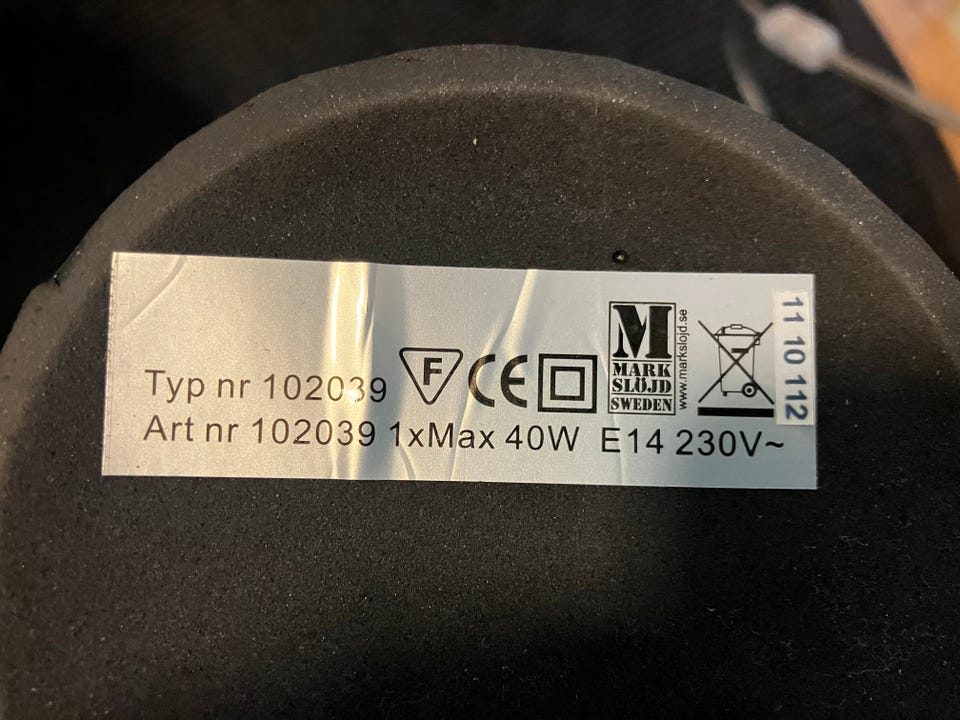 Typ nr 102039
F
CE
M
MARK
SLÖJD
SWEDEN
www.markslojd.se
11 10 112
Art nr 102039 1xMax 40W E14 230V~